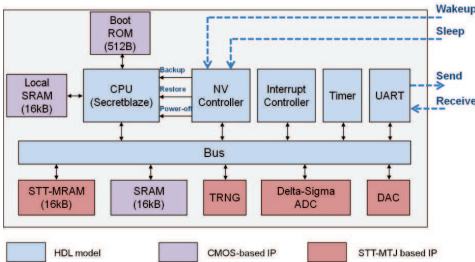 Boot
ROM
(512B)
Wakeup
Sleep
Local
SRAM
(16kB)
CPU
(Secretblaze)
Backup
Restore
Power-off
NV
Controller
Interrupt
Controller
Timer
UART
Send
Receive
Bus
STT-MRAM
(16kB)
SRAM
(16kB)
TRNG
Delta-Sigma
ADC
DAC
HDL model
CMOS-based IP
STT-MTJ based IP